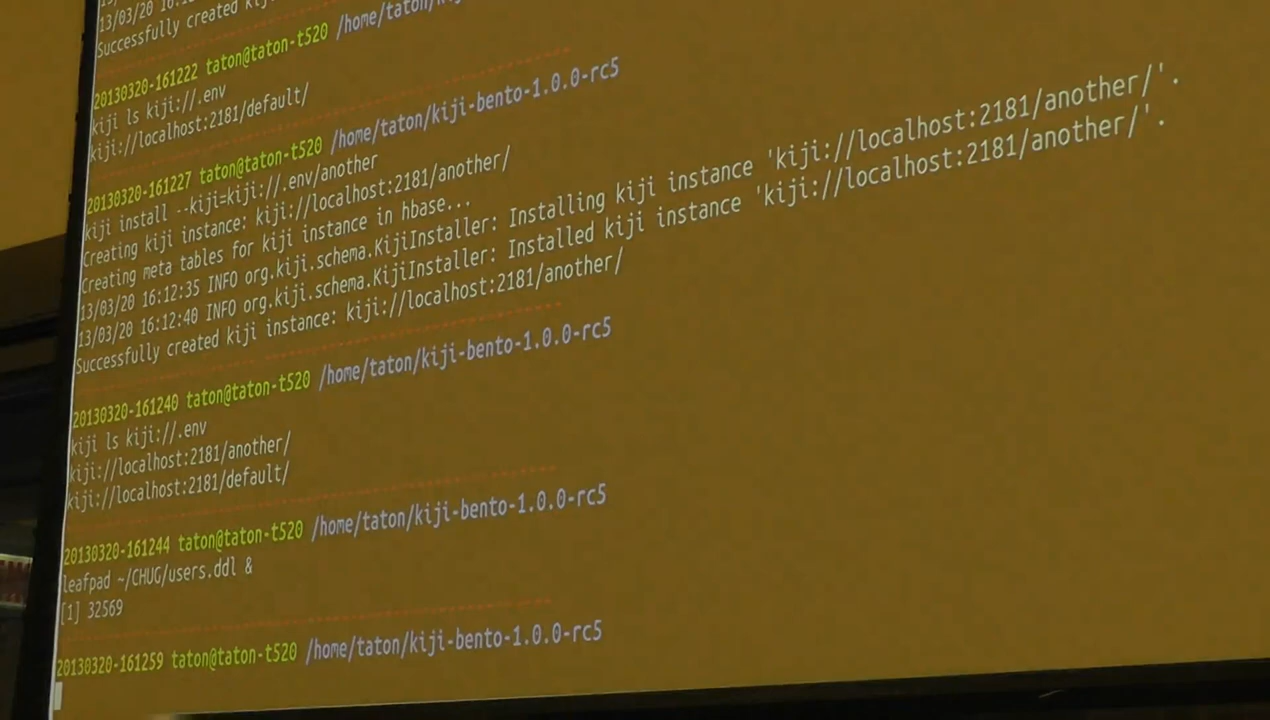 13/03/20
Successfully created
20130320-161222 taton@taton-t520
kiji ls kiji://.env
kiji://localhost:2181/default/
20130320-161227 taton@taton-t520 /home/taton/kiji-bento-1.0.0-rc5
kiji install --kiji=kiji://.env/another
Creating kiji instance: kiji://localhost:2181/another/
Creating meta tables for kiji instance in hbase...
13/03/20 16:12:35 INFO org.kiji.schema.KijiInstaller: Installing kiji instance 'kiji://localhost:2181/another/'.
13/03/20 16:12:40 INFO org.kiji.schema.KijiInstaller: Installed kiji instance 'kiji://localhost:2181/another/'.
Successfully created kiji instance: kiji://localhost:2181/another/
20130320-161240 taton@taton-t520 /home/taton/kiji-bento-1.0.0-rc5
kiji ls kiji://.env
kiji://localhost:2181/another/
kiji://localhost:2181/default/
20130320-161244 taton@taton-t520 /home/taton/kiji-bento-1.0.0-rc5
leafpad ~/CHUG/users.ddl &
[1] 32569
20130320-161259 taton@taton-t520 /home/taton/kiji-bento-1.0.0-rc5